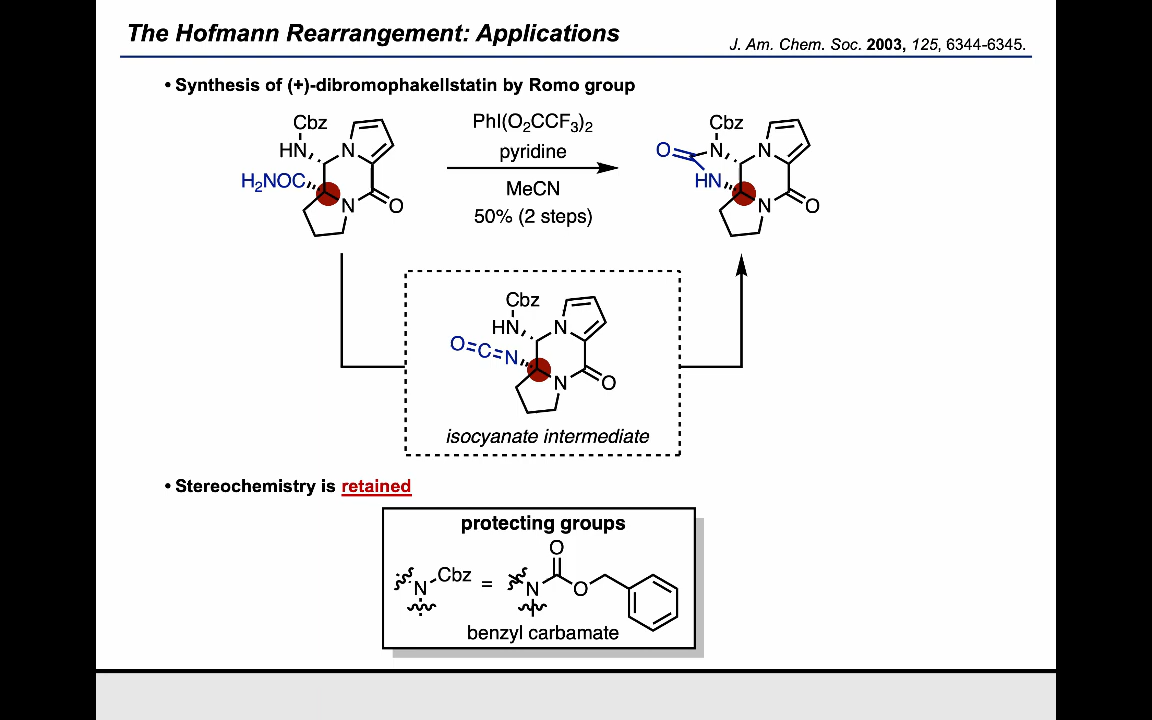 The Hofmann Rearrangement: Applications
J. Am. Chem. Soc. 2003, 125, 6344-6345.
• Synthesis of (+)-dibromophakellstatin by Romo group
Cbz
HN
N
H₂NOC
N
O
PhI(O₂CCF₃)₂
pyridine
MeCN
50% (2 steps)
Cbz
O
N
N
HN
N
O
Cbz
HN
N
O=C=N
N
O
isocyanate intermediate
• Stereochemistry is retained
protecting groups
N
Cbz
=
O
N
O
benzyl carbamate